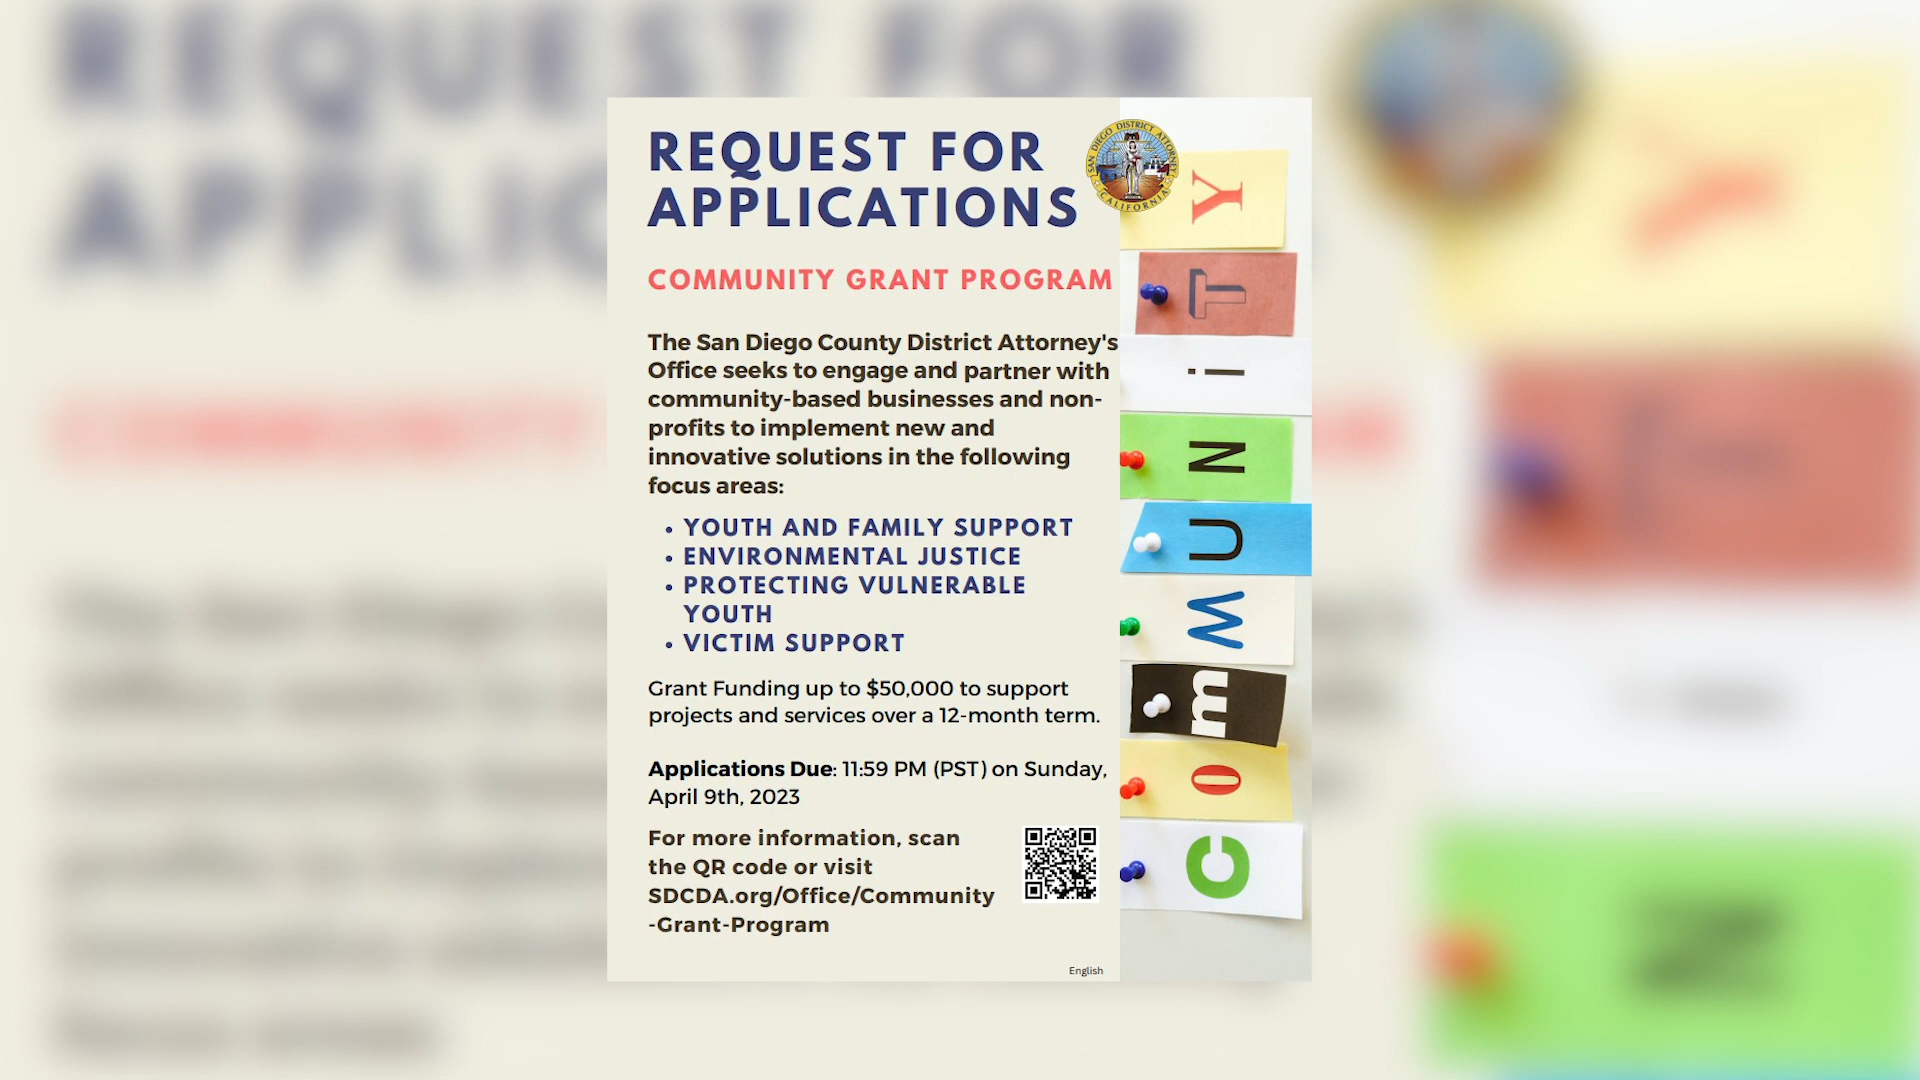 REQUEST FOR
APPLICATIONS
SAN DIEGO DISTRICT ATTORNEY
CALIFORNIA
COMMUNITY GRANT PROGRAM
The San Diego County District Attorney's
Office seeks to engage and partner with
community-based businesses and non-
profits to implement new and
innovative solutions in the following
focus areas:
• YOUTH AND FAMILY SUPPORT
• ENVIRONMENTAL JUSTICE
• PROTECTING VULNERABLE
YOUTH
• VICTIM SUPPORT
Grant Funding up to $50,000 to support
projects and services over a 12-month term.
Applications Due: 11:59 PM (PST) on Sunday,
April 9th, 2023
For more information, scan
the QR code or visit
SDCDA.org/Office/Community
-Grant-Program
English
COmMUNiTY